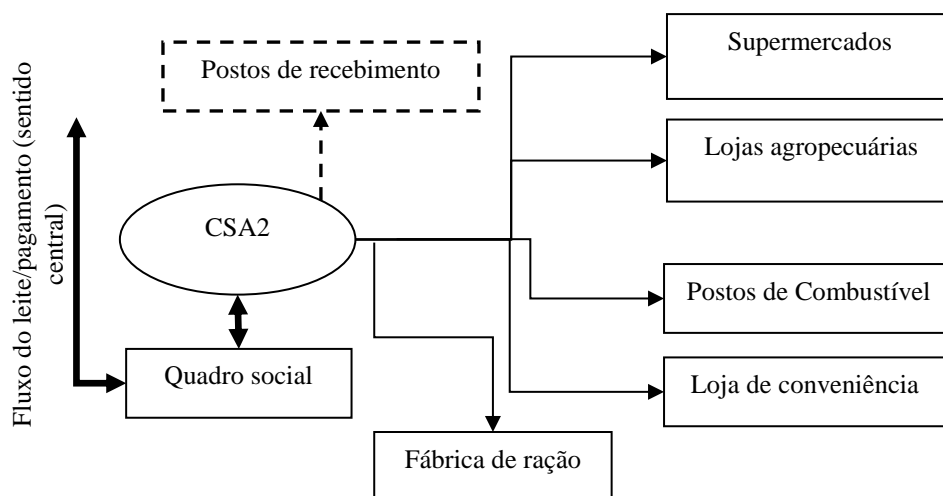 Supermercados
Postos de recebimento
Lojas agropecuárias
Fluxo do leite/pagamento (sentido
central)
CSA2
Postos de Combustível
Quadro social
Loja de conveniência
Fábrica de ração